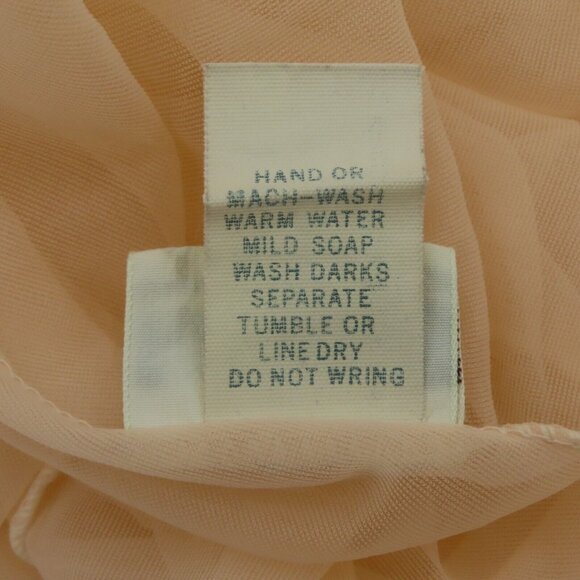 HAND OR
MACH-WASH
WARM WATER
MILD SOAP
WASH DARKS
SEPARATE
TUMBLE OR
LINE DRY
DO NOT WRING